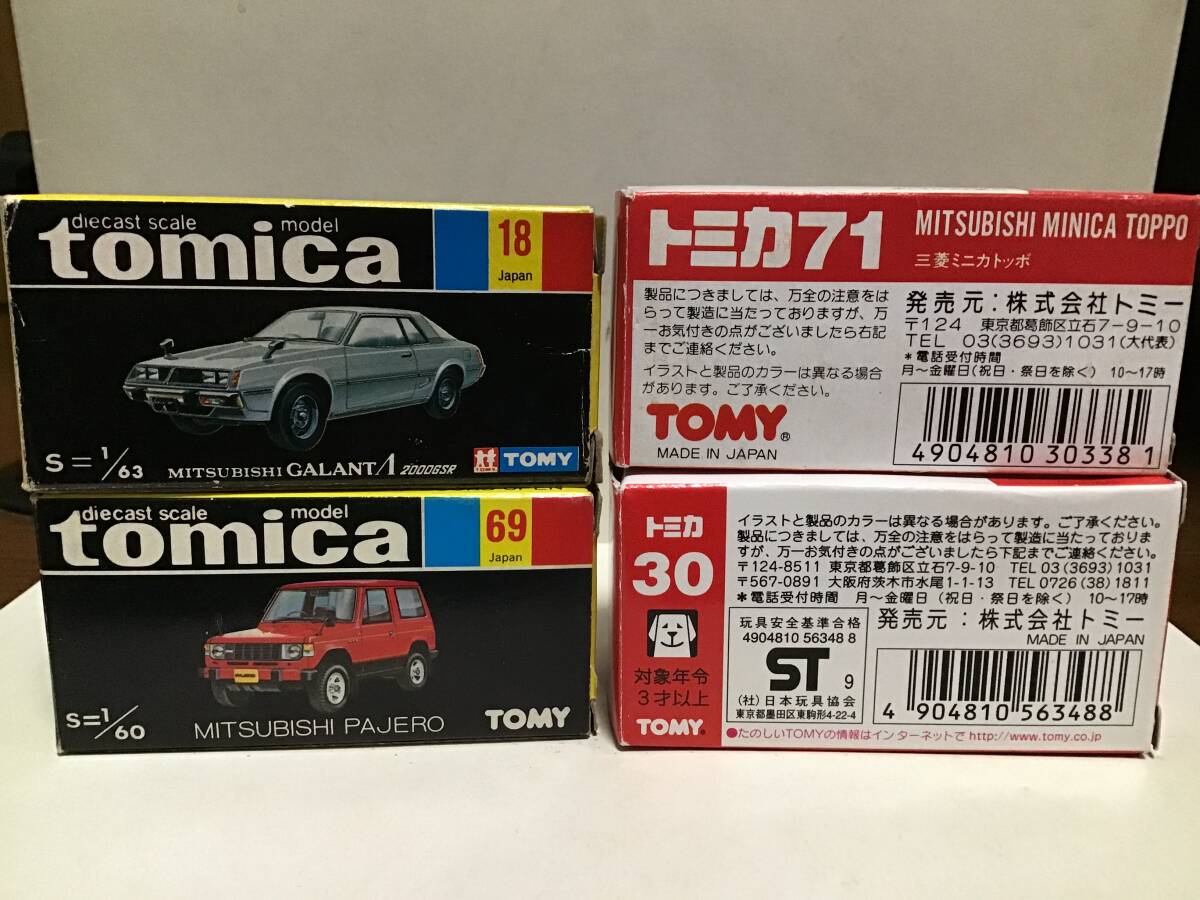 diecast scale model
tomica
18
Japan
S=1/63
MITSUBISHI GALANT Λ 2000GSR
TOMY
diecast scale model
tomica
69
Japan
PAJERO
S=1/60
MITSUBISHI PAJERO
TOMY
トミカ71
MITSUBISHI MINICA TOPPO
三菱ミニカトッポ
製品につきましては、万全の注意をは
らって製造に当たっておりますが、万
一お気付きの点がございましたら右記
までご連絡ください。
イラストと製品のカラーは異なる場合
があります。ご了承ください。
TOMY®
MADE IN JAPAN
発売元：株式会社トミー
〒124 東京都葛飾区立石7-9-10
TEL 03(3693)1031(大代表)
*電話受付時間
月～金曜日(祝日・祭日を除く) 10～17時
4904810 303381
トミカ
30
対象年令
3才以上
TOMY
イラストと製品のカラーは異なる場合があります。ご了承ください。
製品につきましては、万全の注意をはらって製造に当たっておりま
すが、万一お気付きの点がございましたら下記までご連絡ください。
〒124-8511 東京都葛飾区立石7-9-10 TEL 03(3693)1031
〒567-0891 大阪府茨木市水尾1-1-13 TEL 0726(38)1811
*電話受付時間 月～金曜日(祝日・祭日を除く) 10～17時
玩具安全基準合格
4904810 56348 8
ST 9
(社)日本玩具協会
東京都墨田区東駒形4-22-4
発売元：株式会社トミー
MADE IN JAPAN
4 904810 563488
●たのしいTOMYの情報はインターネットで http://www.tomy.co.jp